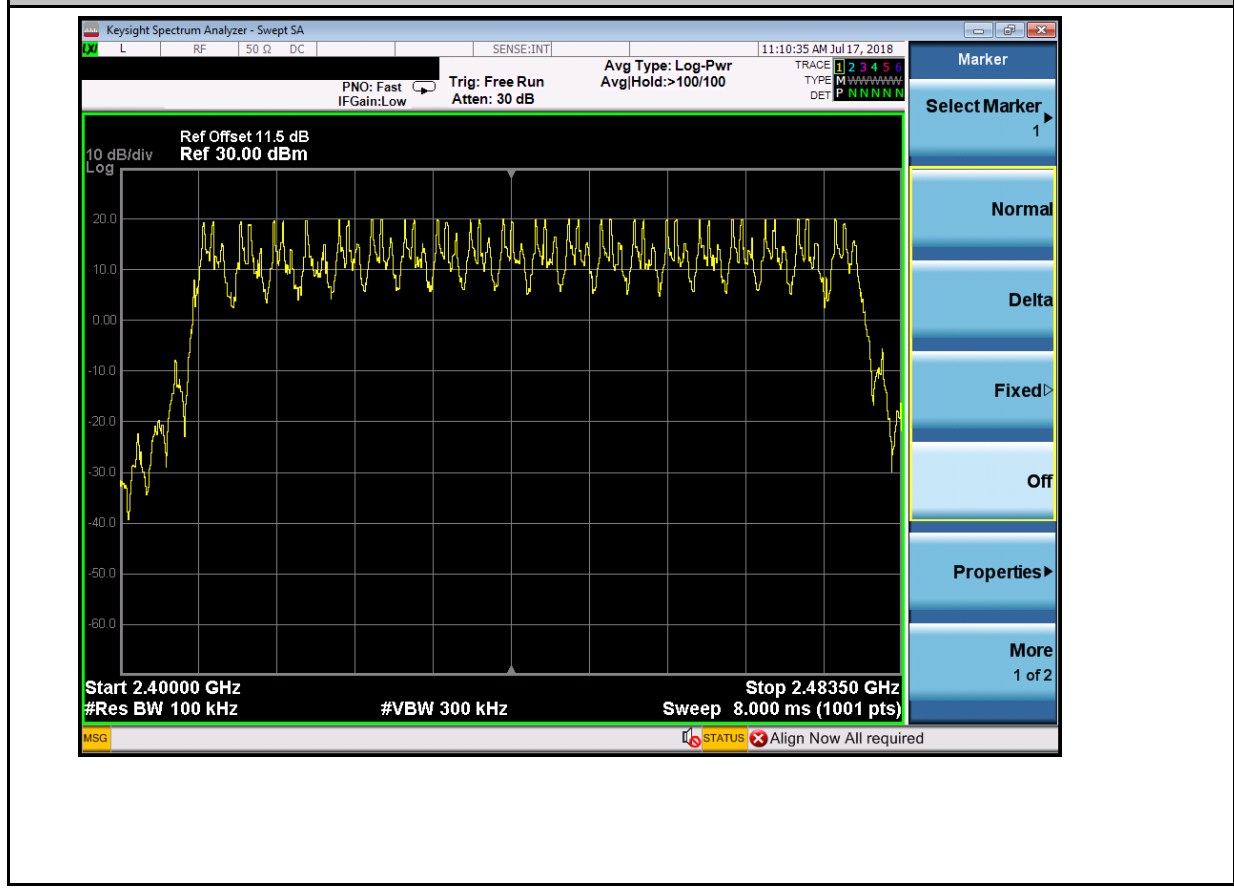 Keysight Spectrum Analyzer - Swept SA
LXI L RF 50 Ω DC SENSE:INT 11:10:35 AM Jul 17, 2018
PNO: Fast
IFGain:Low
Trig: Free Run
Atten: 30 dB
Avg Type: Log-Pwr
Avg|Hold:>100/100
TRACE 1 2 3 4 5 6
TYPE M WWWWW
DET P N N N N N
Ref Offset 11.5 dB
10 dB/div Ref 30.00 dBm
Log
20.0
10.0
0.00
-10.0
-20.0
-30.0
-40.0
-50.0
-60.0
Start 2.40000 GHz Stop 2.48350 GHz
#Res BW 100 kHz #VBW 300 kHz Sweep 8.000 ms (1001 pts)
MSG STATUS Align Now All required
Marker
Select Marker
1
Normal
Delta
Fixed
Off
Properties
More
1 of 2